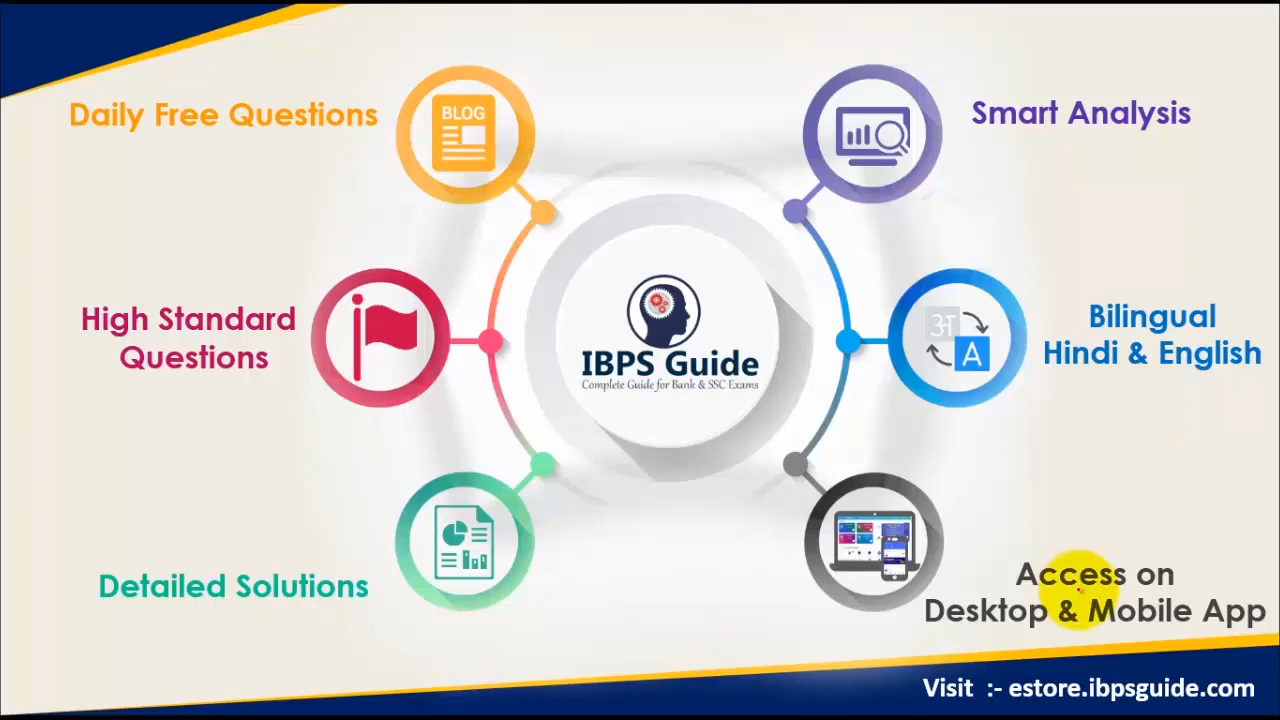 Daily Free Questions
BLOG
Smart Analysis
High Standard
Questions
IBPS Guide
Complete Guide for Bank & SSC Exams
अ
A
Bilingual
Hindi & English
Detailed Solutions
Access on
Desktop & Mobile App
Visit :- estore.ibpsguide.com